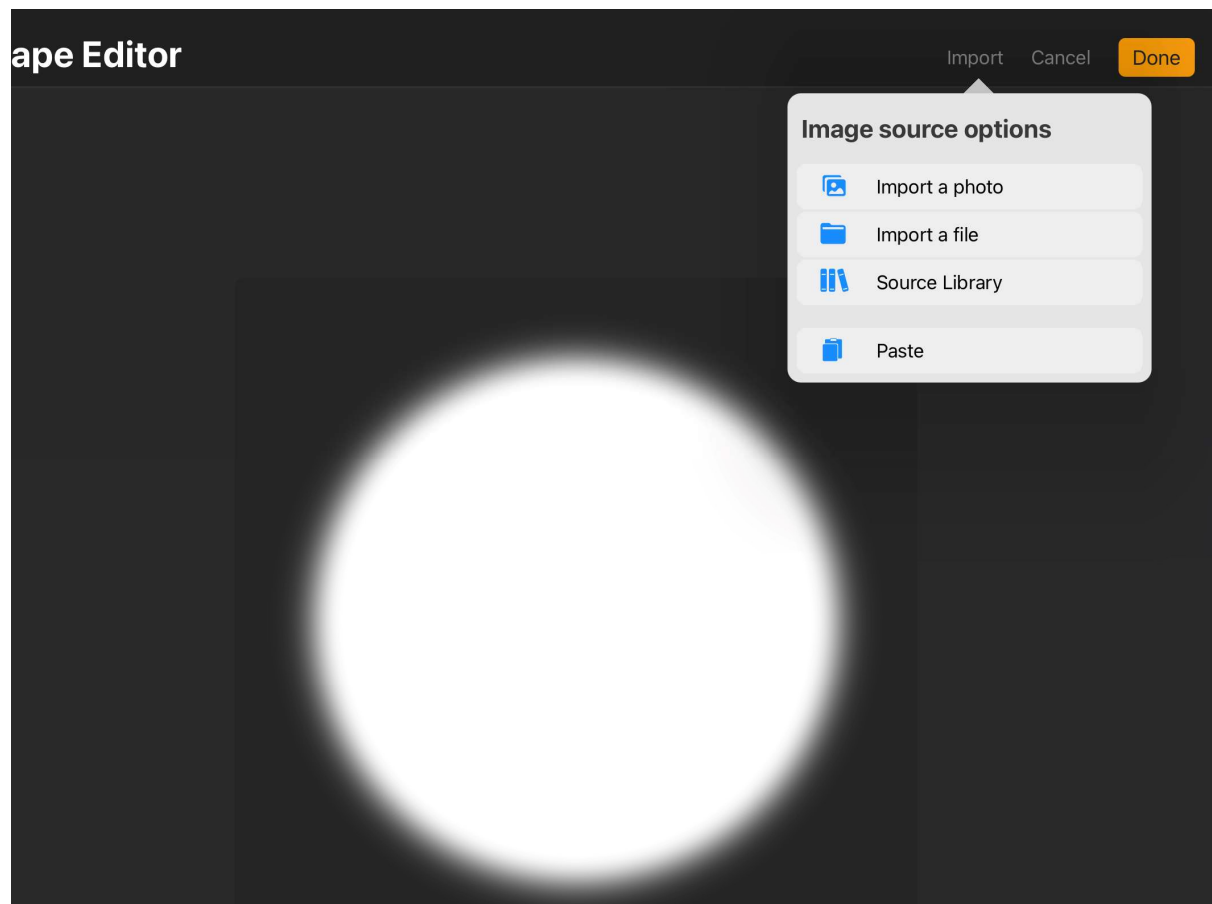 ape Editor
Import Cancel Done
Image source options
Import a photo
Import a file
Source Library
Paste